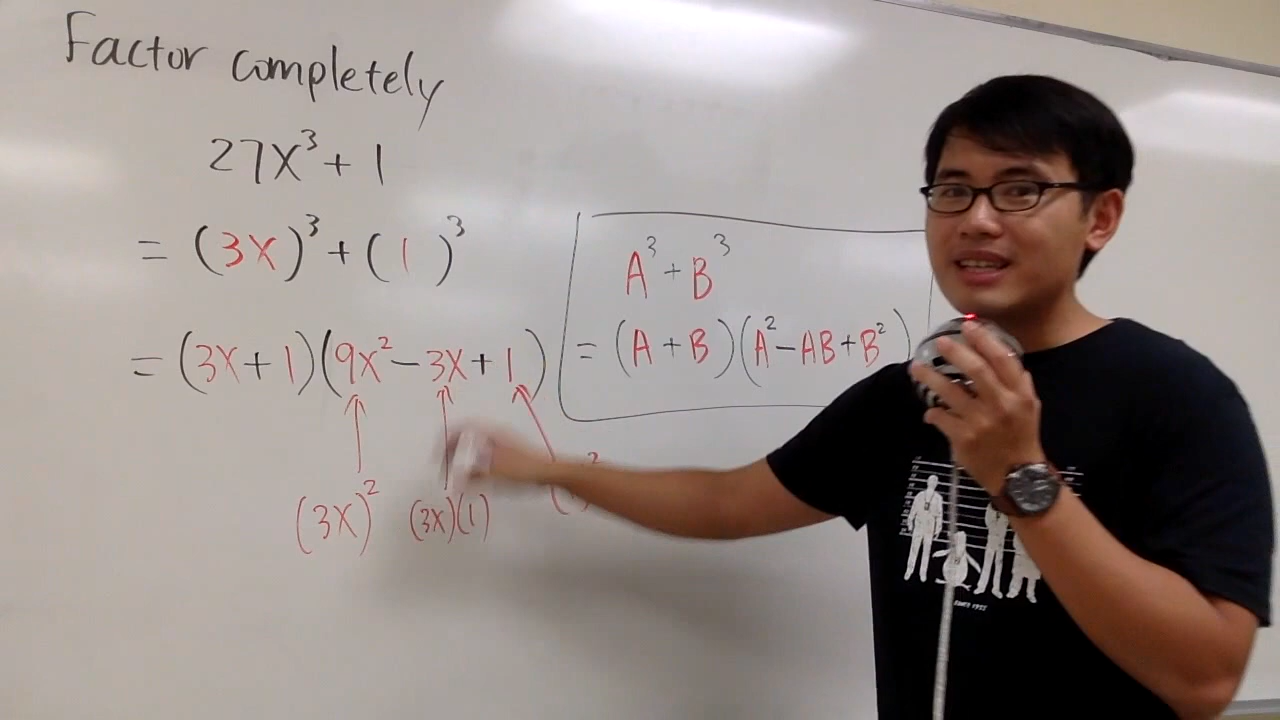 Factor completely
27x³ + 1
= (3x)³ + (1)³
= (3x + 1)(9x² − 3x + 1)
(3x)² (3x)(1)
A³ + B³
= (A + B)(A² − AB + B²)